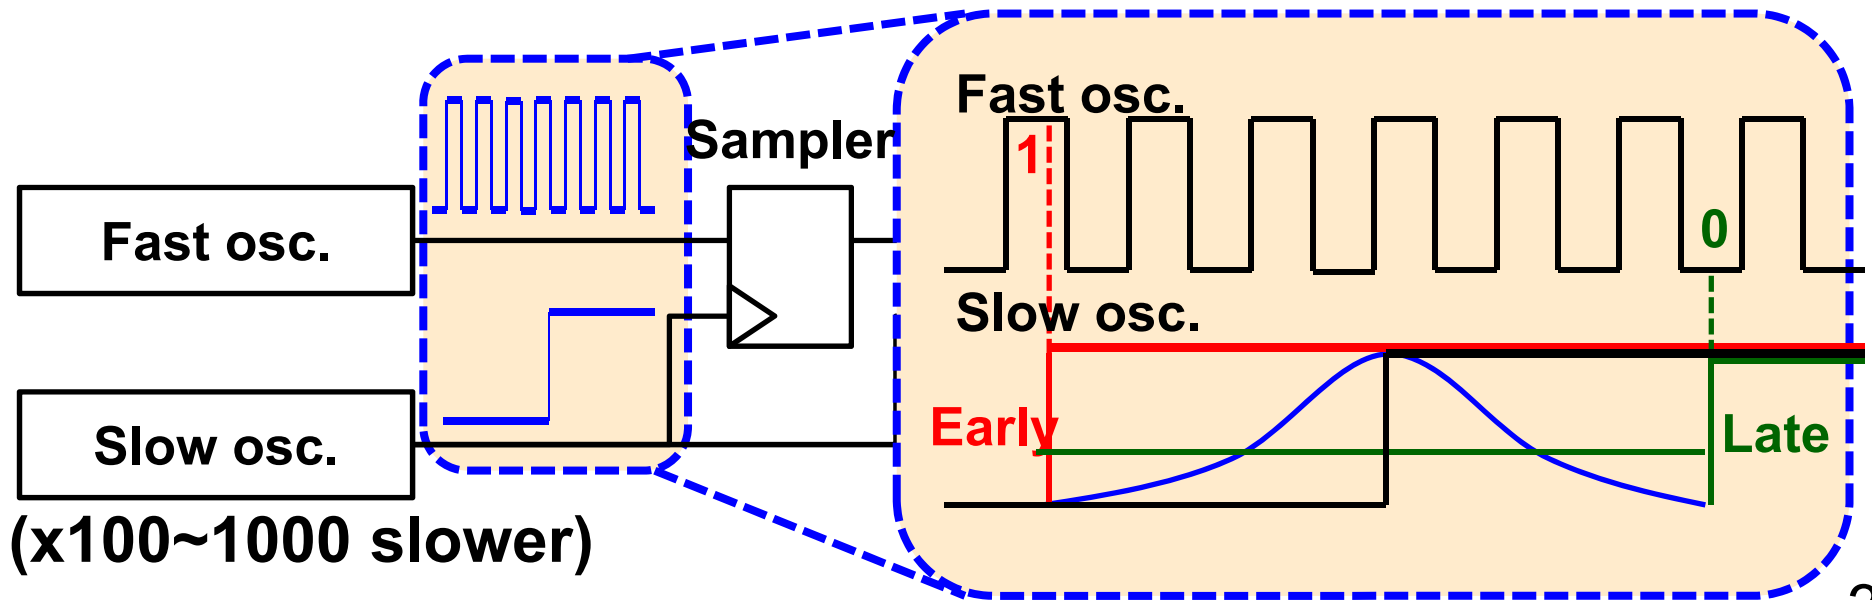 Fast osc.
Sampler
1
Fast osc.
0
Slow osc.
Early
Late
Slow osc.
(x100~1000 slower)